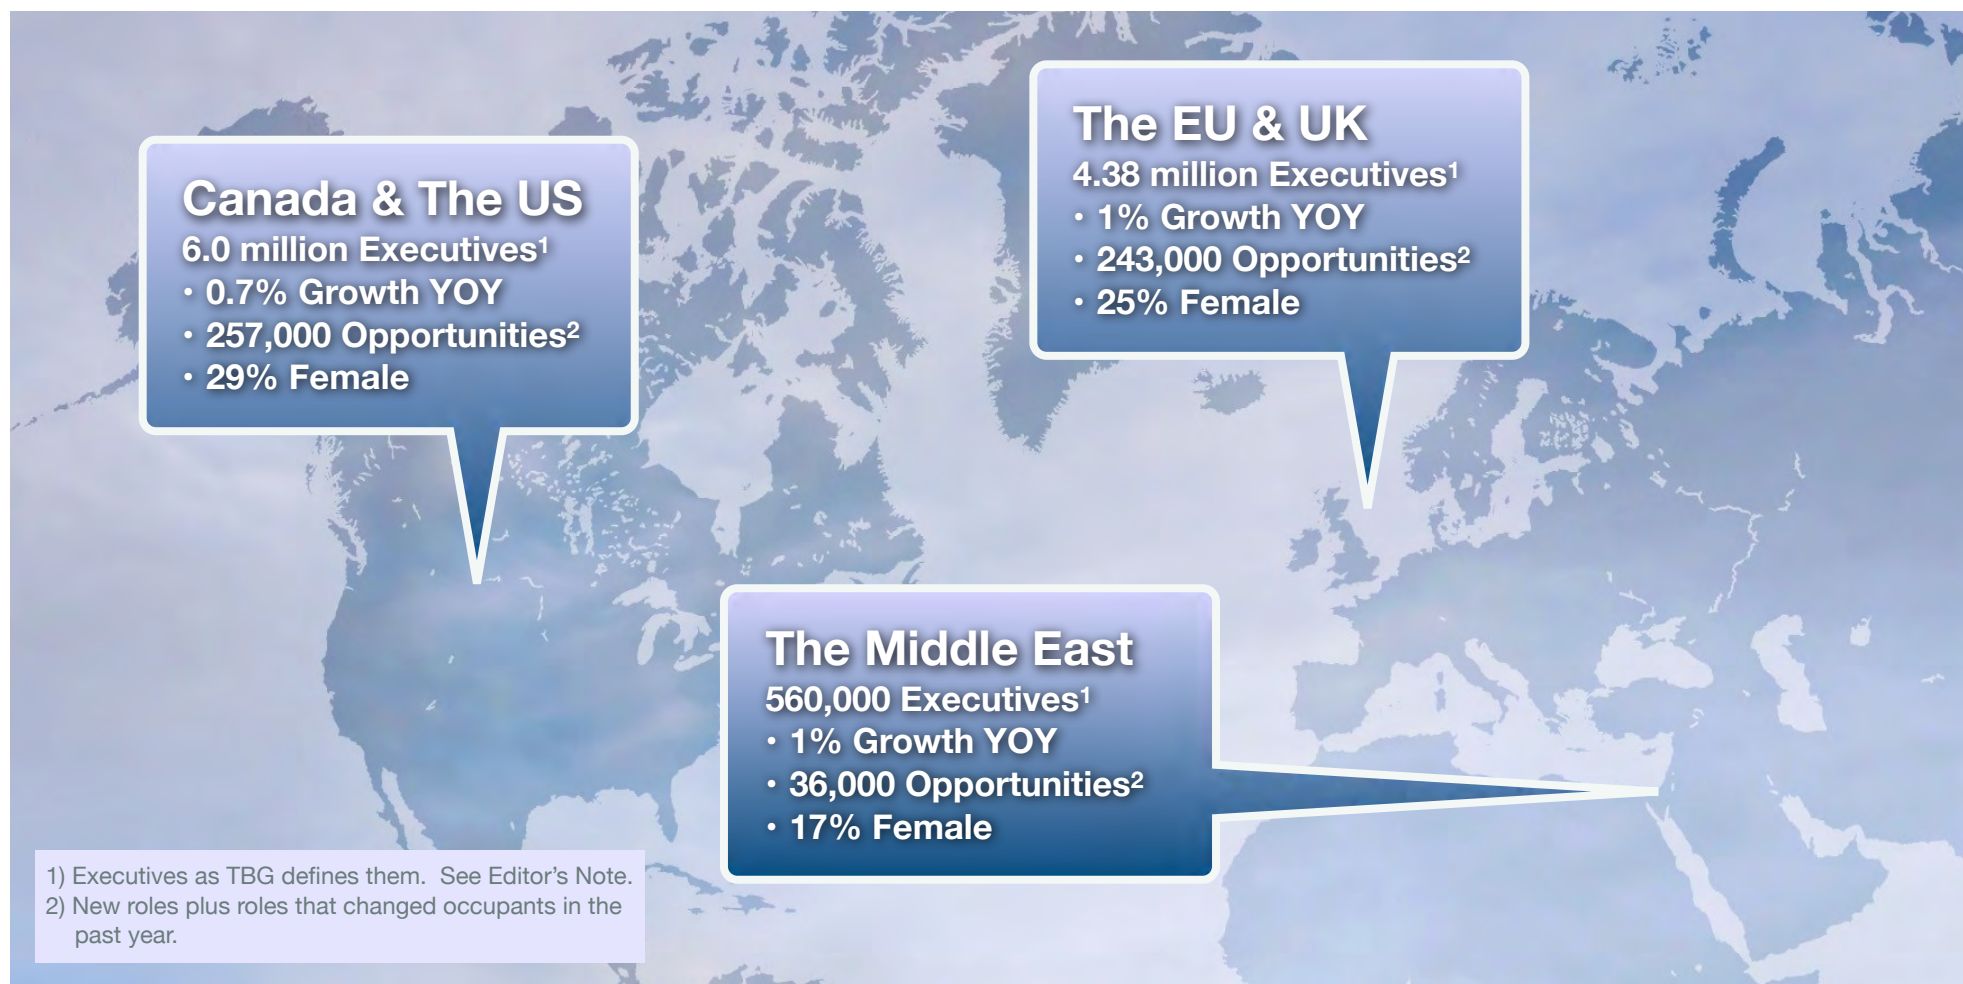 Canada & The US
6.0 million Executives¹
• 0.7% Growth YOY
• 257,000 Opportunities²
• 29% Female
The EU & UK
4.38 million Executives¹
• 1% Growth YOY
• 243,000 Opportunities²
• 25% Female
The Middle East
560,000 Executives¹
• 1% Growth YOY
• 36,000 Opportunities²
• 17% Female
1) Executives as TBG defines them.  See Editor's Note.
2) New roles plus roles that changed occupants in the
past year.